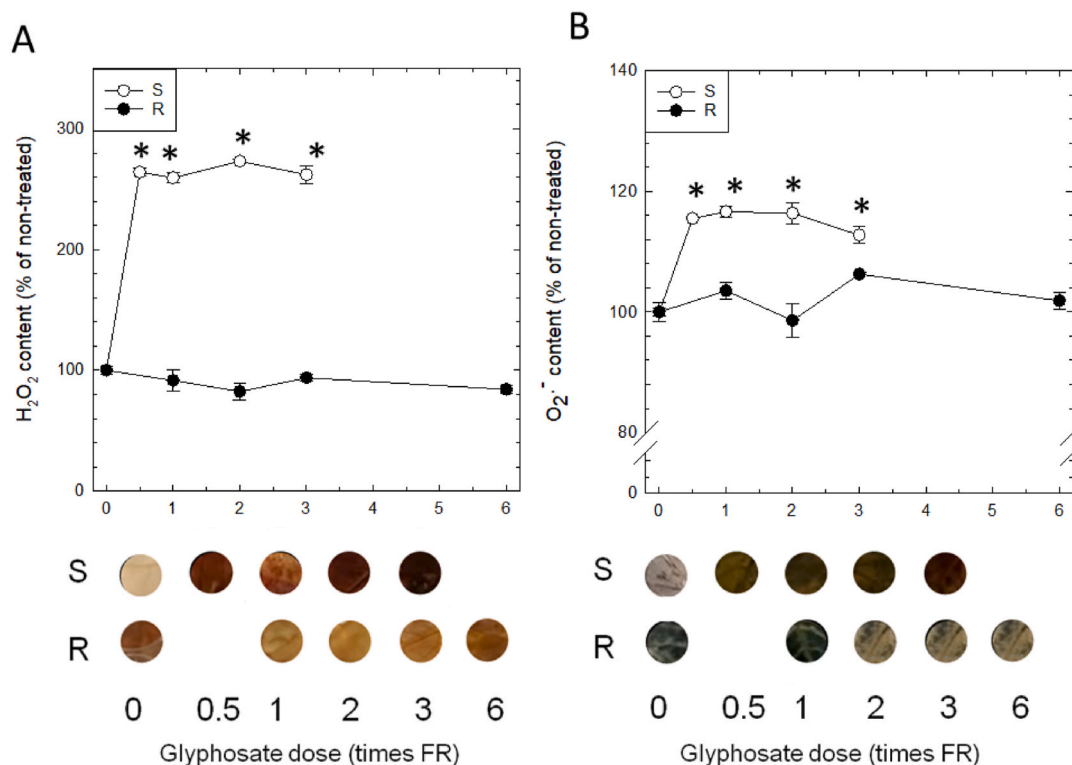 A
H₂O₂ content (% of non-treated)
S
R
300
200
100
0
* * * *
0 1 2 3 4 5 6
S
R
0 0.5 1 2 3 6
Glyphosate dose (times FR)
B
O₂·⁻ content (% of non-treated)
S
R
140
120
100
80
0
* * * *
0 1 2 3 4 5 6
S
R
0 0.5 1 2 3 6
Glyphosate dose (times FR)